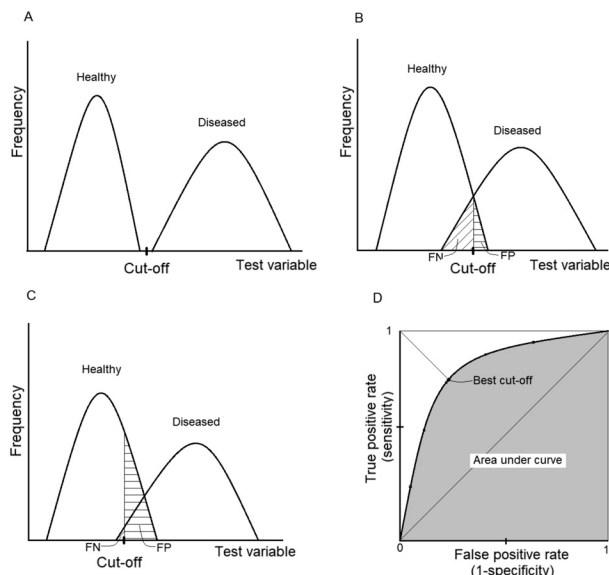 A
Frequency
Healthy
Diseased
Cut-off
Test variable
B
Frequency
Healthy
Diseased
FN
FP
Cut-off
Test variable
C
Frequency
Healthy
Diseased
FN
FP
Cut-off
Test variable
D
1
True positive rate
(sensitivity)
Best cut-off
Area under curve
0
1
False positive rate
(1-specificity)